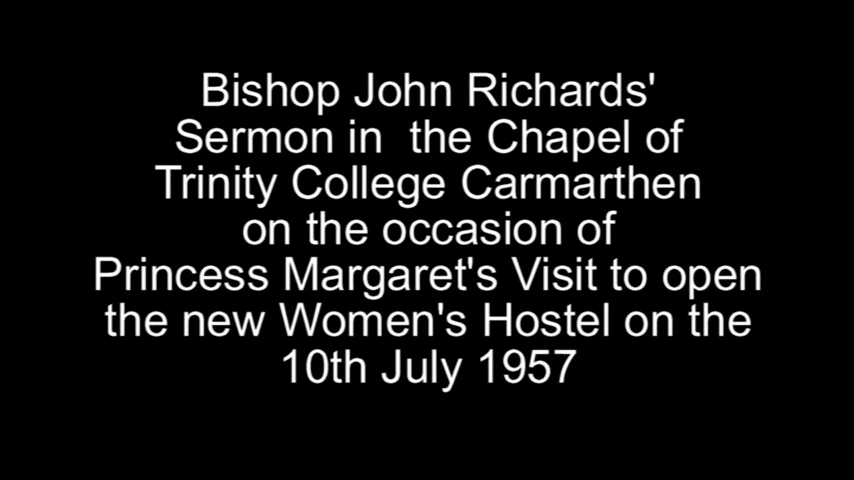 Bishop John Richards'
Sermon in  the Chapel of
Trinity College Carmarthen
on the occasion of
Princess Margaret's Visit to open
the new Women's Hostel on the
10th July 1957